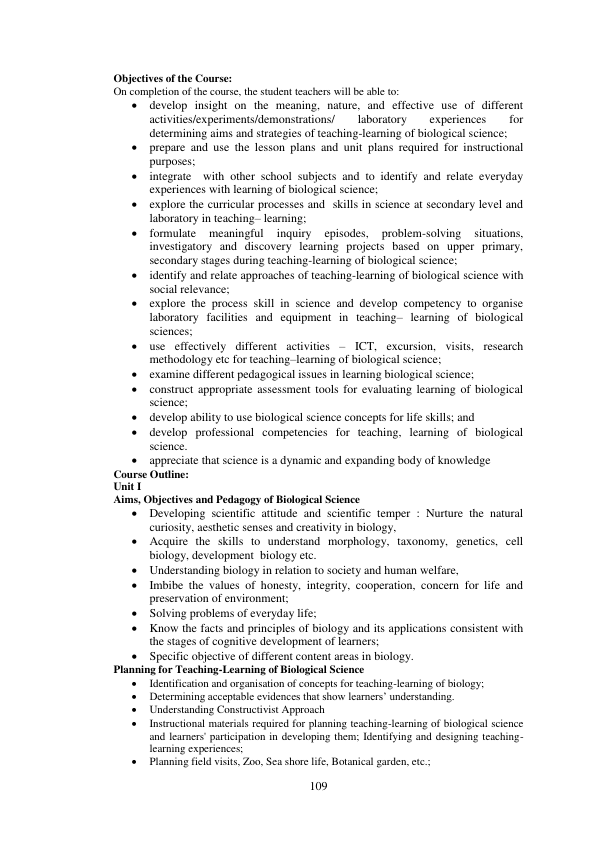 Objectives of the Course:
On completion of the course, the student teachers will be able to:
• develop insight on the meaning, nature, and effective use of different
activities/experiments/demonstrations/ laboratory experiences for
determining aims and strategies of teaching-learning of biological science;
• prepare and use the lesson plans and unit plans required for instructional
purposes;
• integrate with other school subjects and to identify and relate everyday
experiences with learning of biological science;
• explore the curricular processes and skills in science at secondary level and
laboratory in teaching– learning;
• formulate meaningful inquiry episodes, problem-solving situations,
investigatory and discovery learning projects based on upper primary,
secondary stages during teaching-learning of biological science;
• identify and relate approaches of teaching-learning of biological science with
social relevance;
• explore the process skill in science and develop competency to organise
laboratory facilities and equipment in teaching– learning of biological
sciences;
• use effectively different activities – ICT, excursion, visits, research
methodology etc for teaching–learning of biological science;
• examine different pedagogical issues in learning biological science;
• construct appropriate assessment tools for evaluating learning of biological
science;
• develop ability to use biological science concepts for life skills; and
• develop professional competencies for teaching, learning of biological
science.
• appreciate that science is a dynamic and expanding body of knowledge
Course Outline:
Unit I
Aims, Objectives and Pedagogy of Biological Science
• Developing scientific attitude and scientific temper : Nurture the natural
curiosity, aesthetic senses and creativity in biology,
• Acquire the skills to understand morphology, taxonomy, genetics, cell
biology, development biology etc.
• Understanding biology in relation to society and human welfare,
• Imbibe the values of honesty, integrity, cooperation, concern for life and
preservation of environment;
• Solving problems of everyday life;
• Know the facts and principles of biology and its applications consistent with
the stages of cognitive development of learners;
• Specific objective of different content areas in biology.
Planning for Teaching-Learning of Biological Science
• Identification and organisation of concepts for teaching-learning of biology;
• Determining acceptable evidences that show learners’ understanding.
• Understanding Constructivist Approach
• Instructional materials required for planning teaching-learning of biological science
and learners' participation in developing them; Identifying and designing teaching-
learning experiences;
• Planning field visits, Zoo, Sea shore life, Botanical garden, etc.;
109